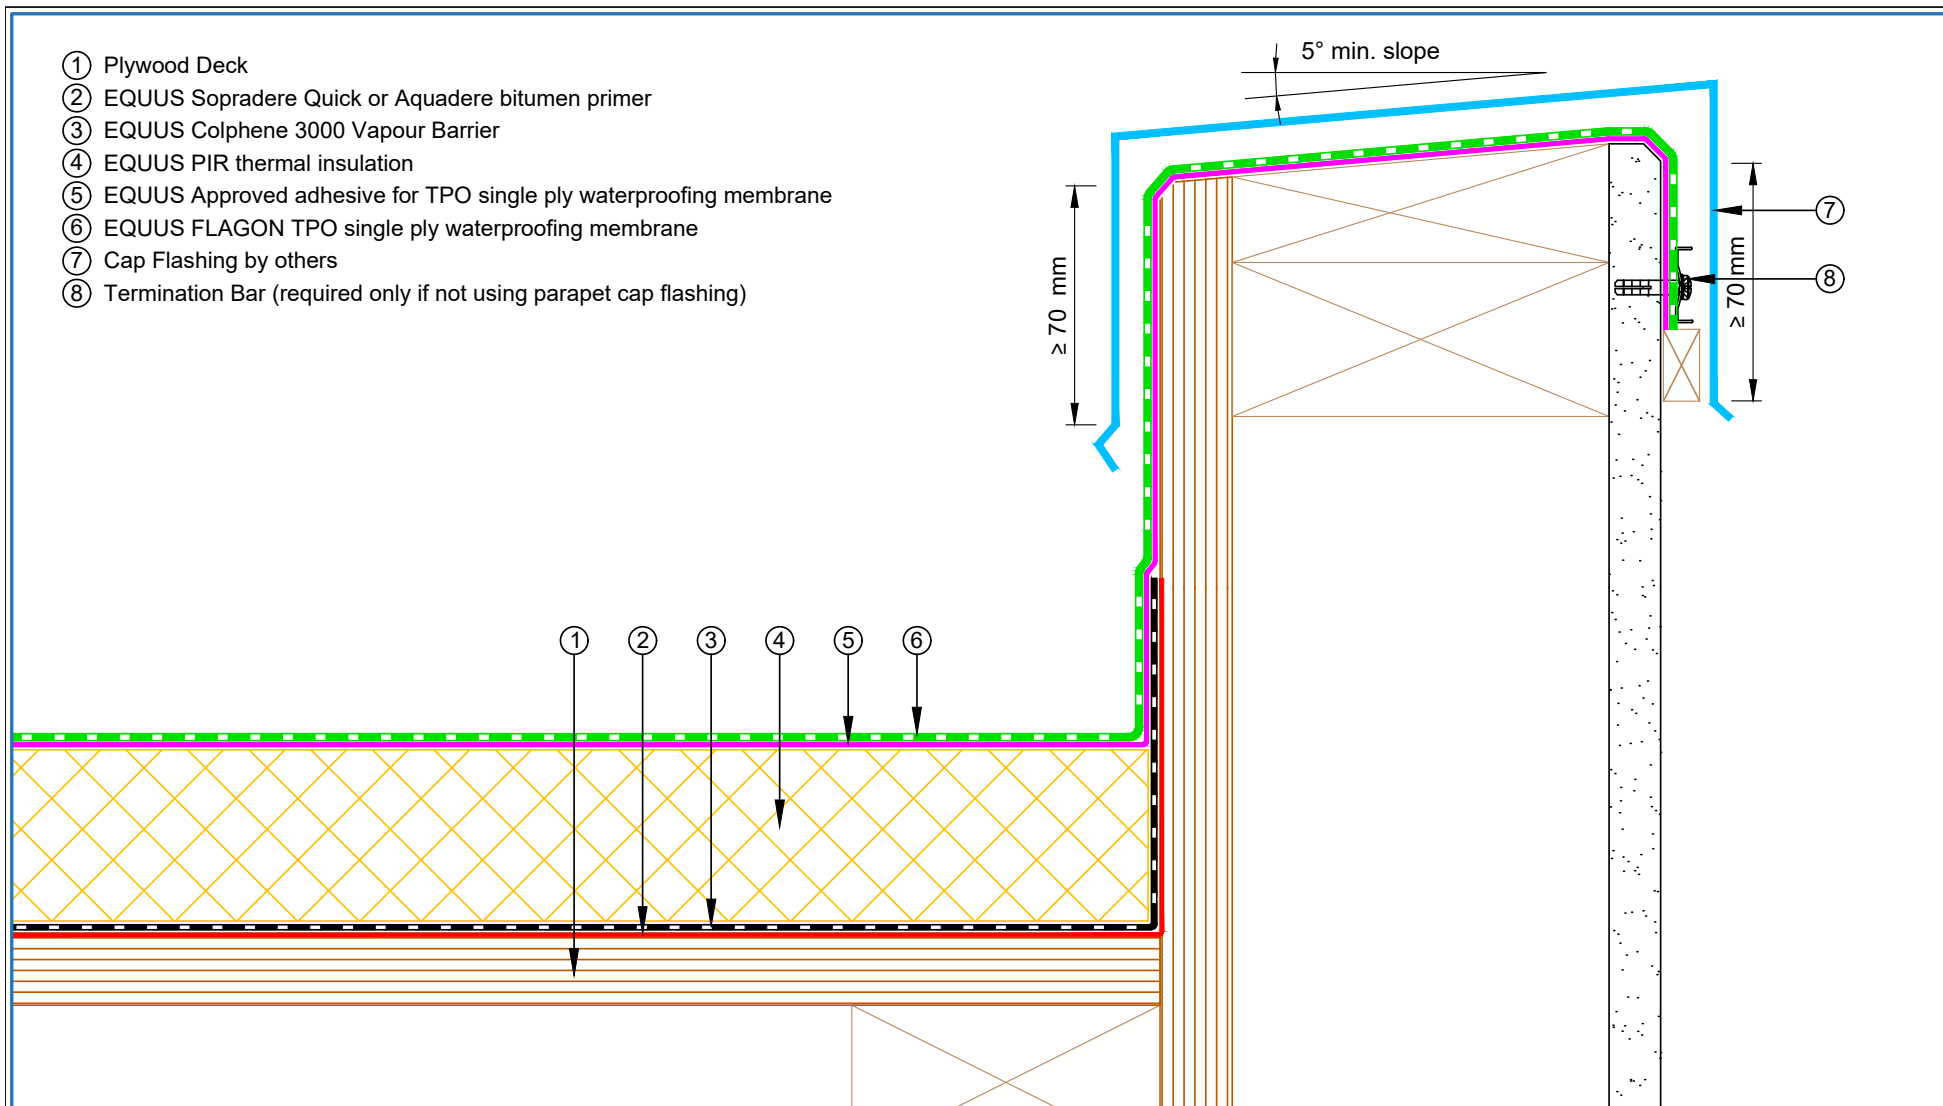 ① Plywood Deck
② EQUUS Sopradere Quick or Aquadere bitumen primer
③ EQUUS Colphene 3000 Vapour Barrier
④ EQUUS PIR thermal insulation
⑤ EQUUS Approved adhesive for TPO single ply waterproofing membrane
⑥ EQUUS FLAGON TPO single ply waterproofing membrane
⑦ Cap Flashing by others
⑧ Termination Bar (required only if not using parapet cap flashing)
5° min. slope
≥ 70 mm
≥ 70 mm
⑦
⑧
① ② ③ ④ ⑤ ⑥